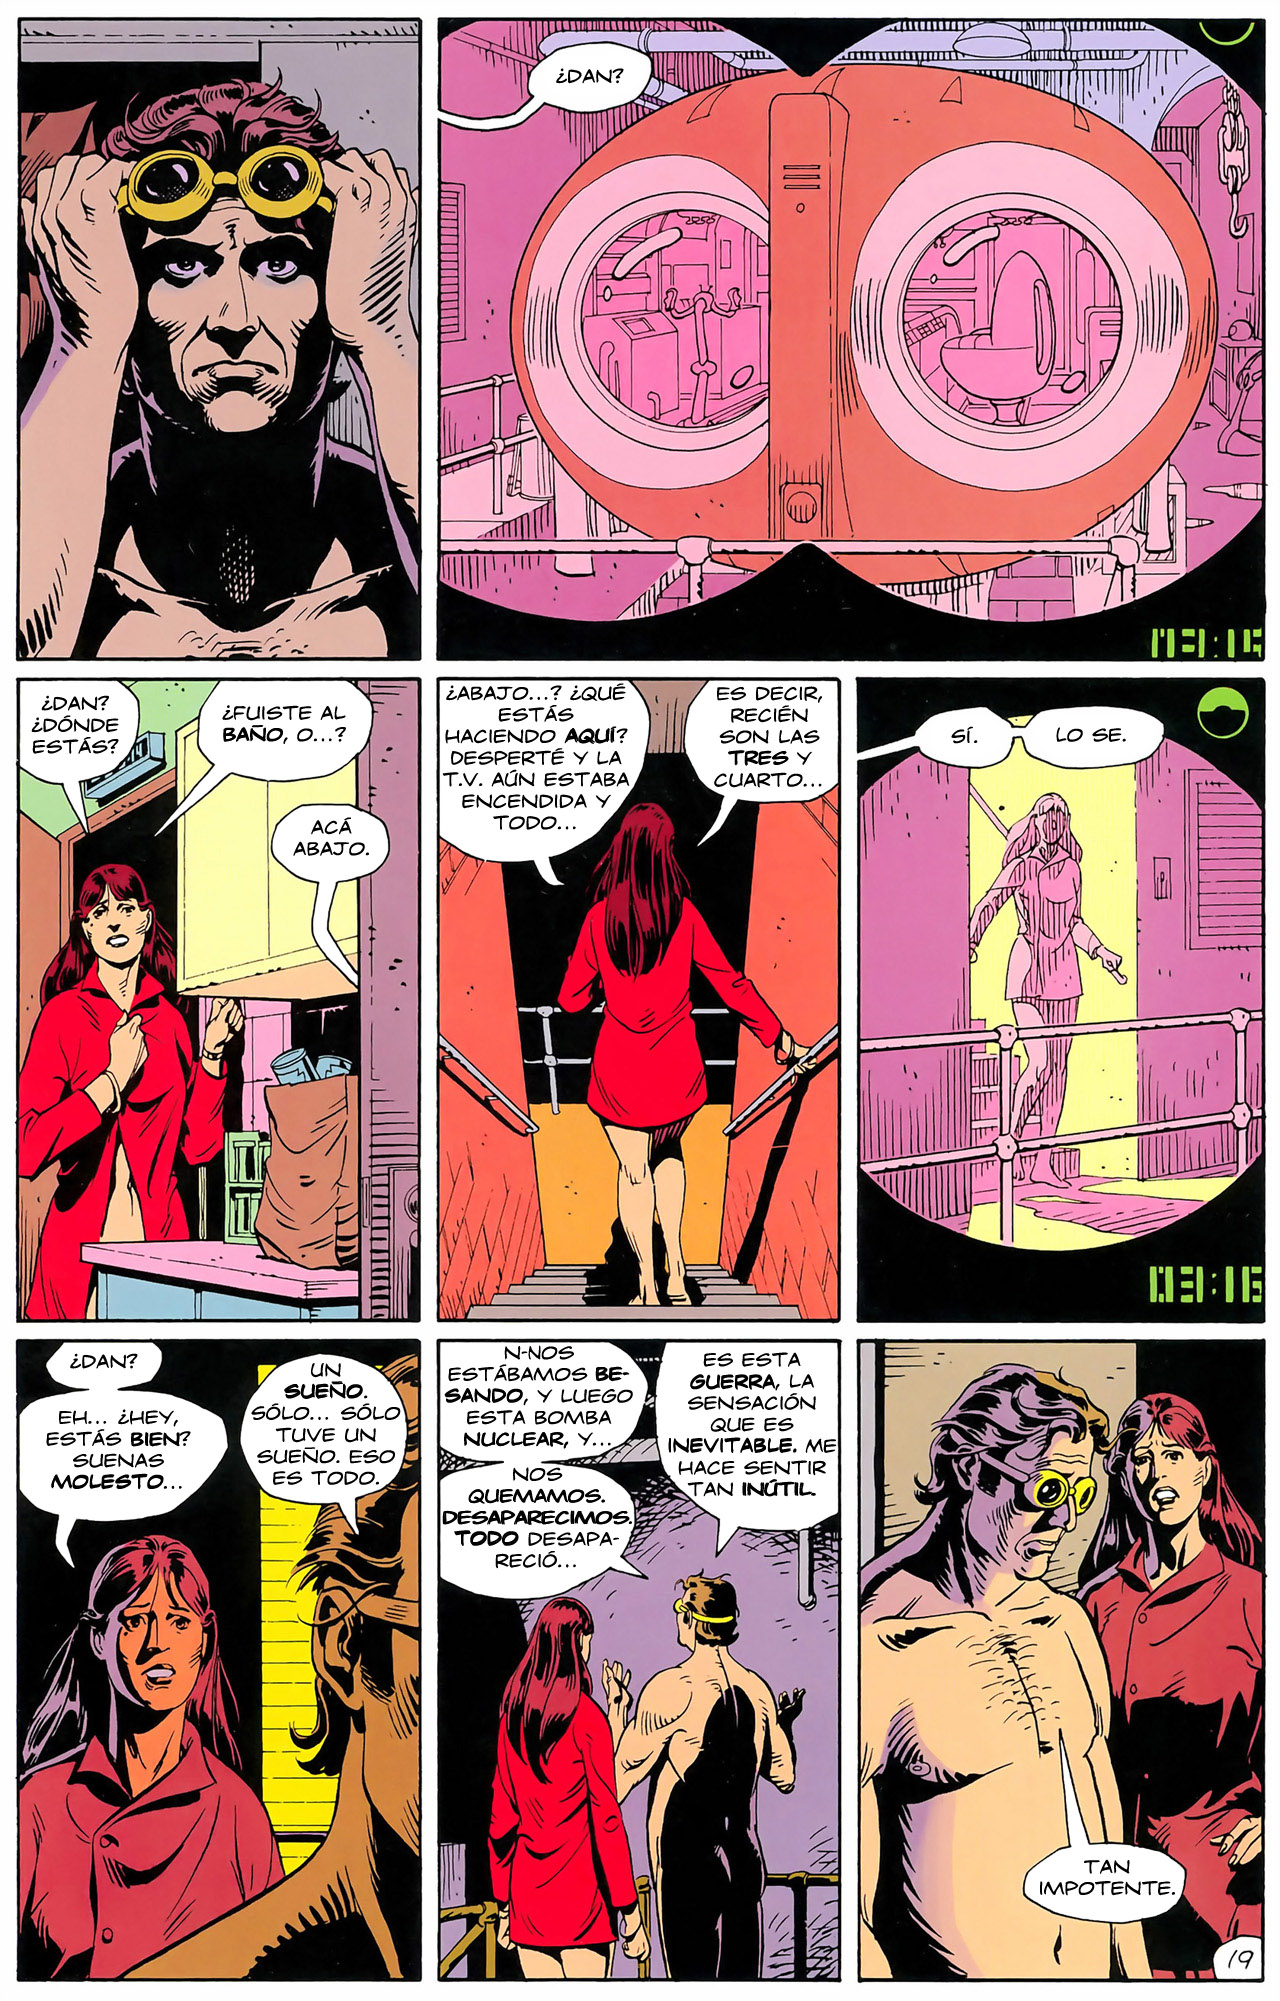 ¿DAN?
03:15
¿DAN?
¿DÓNDE
ESTÁS?
¿FUISTE AL
BAÑO, O...?
ACÁ
ABAJO.
¿ABAJO...? ¿QUÉ
ESTÁS
HACIENDO AQUÍ?
DESPERTÉ Y LA
T.V. AÚN ESTABA
ENCENDIDA Y
TODO...
ES DECIR,
RECIÉN
SON LAS
TRES Y
CUARTO...
SÍ.
LO SE.
03:16
¿DAN?
EH... ¿HEY,
ESTÁS BIEN?
SUENAS
MOLESTO...
UN
SUEÑO.
SÓLO... SÓLO
TUVE UN
SUEÑO. ESO
ES TODO.
N-NOS
ESTÁBAMOS BE-
SANDO, Y LUEGO
ESTA BOMBA
NUCLEAR, Y...
NOS
QUEMAMOS.
DESAPARECIMOS.
TODO DESAPA-
RECIÓ...
ES ESTA
GUERRA, LA
SENSACIÓN
QUE ES
INEVITABLE. ME
HACE SENTIR
TAN INÚTIL.
TAN
IMPOTENTE.
19